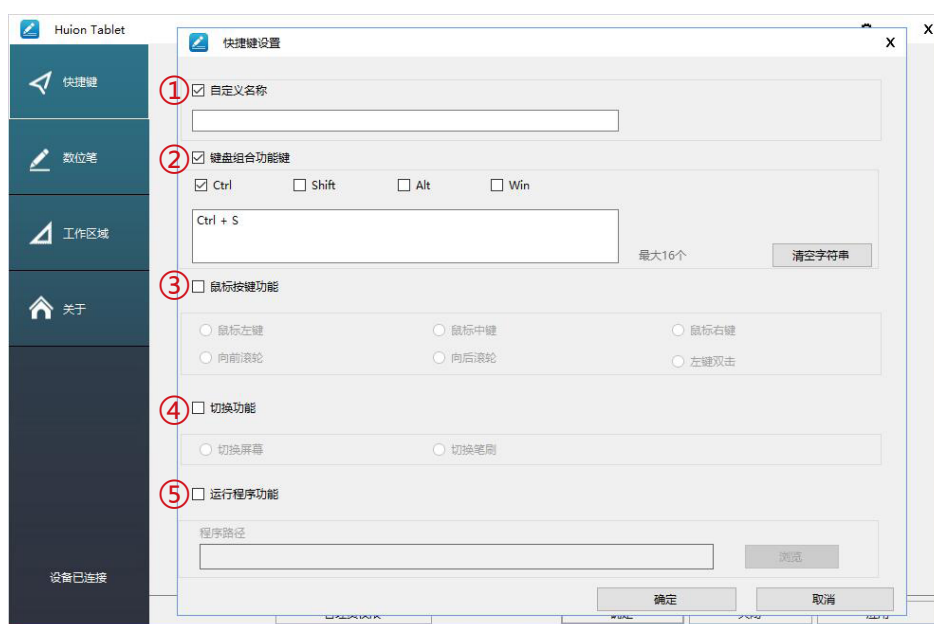 Huion Tablet
X
快捷键设置
X
快捷键
数位笔
工作区域
关于
设备已连接
① 自定义名称
② 键盘组合功能键
Ctrl Shift Alt Win
Ctrl + S
最大16个 清空字符串
③ 鼠标按键功能
鼠标左键 鼠标中键 鼠标右键
向前滚轮 向后滚轮 左键双击
④ 切换功能
切换屏幕 切换笔刷
⑤ 运行程序功能
程序路径
浏览
确定 取消